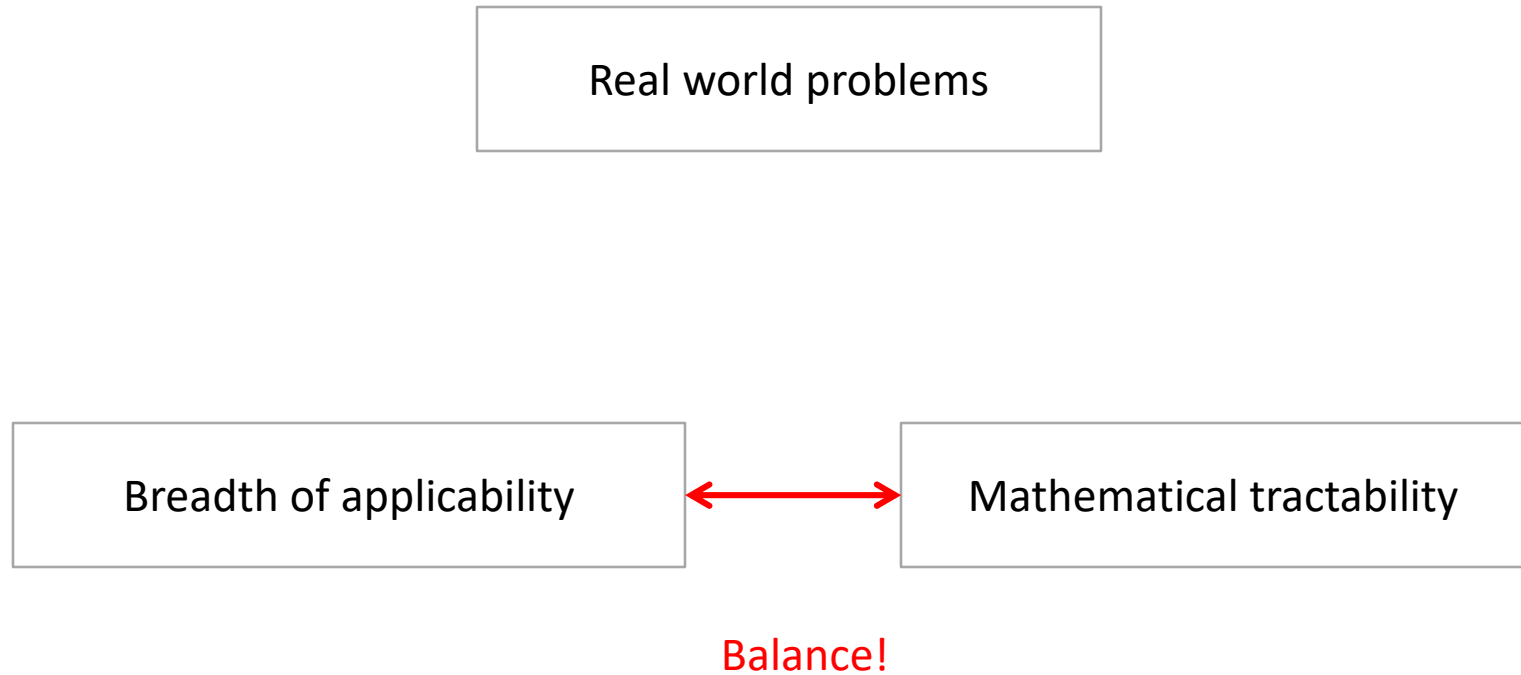 Real world problems
Breadth of applicability
Mathematical tractability
Balance!